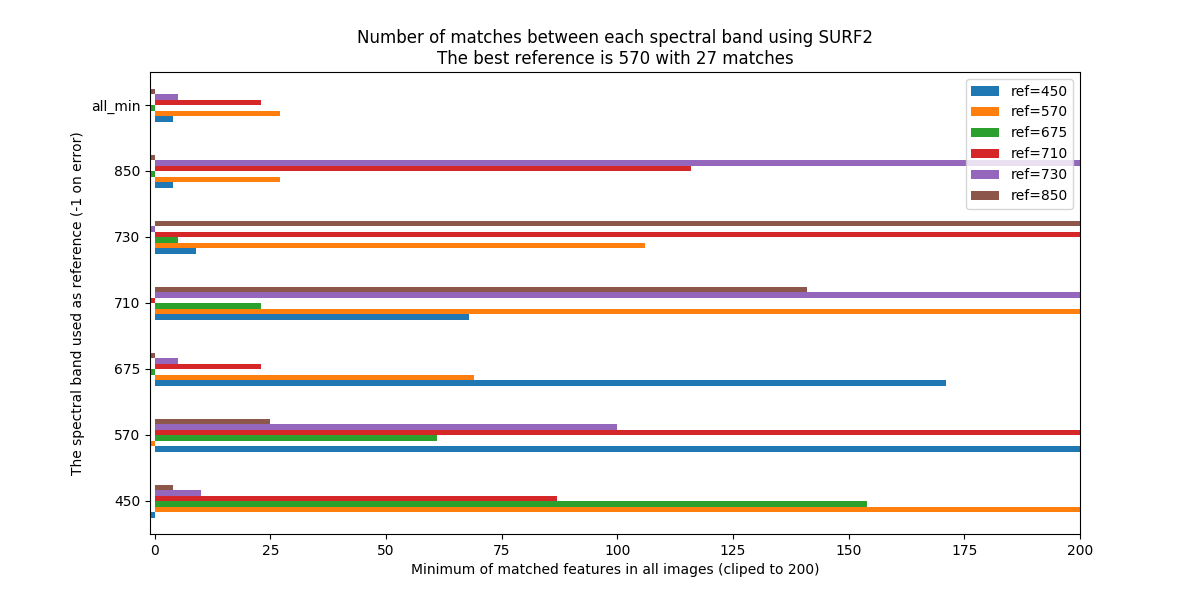 Number of matches between each spectral band using SURF2
The best reference is 570 with 27 matches
The spectral band used as reference (-1 on error)
all_min
850
730
710
675
570
450
ref=450
ref=570
ref=675
ref=710
ref=730
ref=850
0 25 50 75 100 125 150 175 200
Minimum of matched features in all images (cliped to 200)